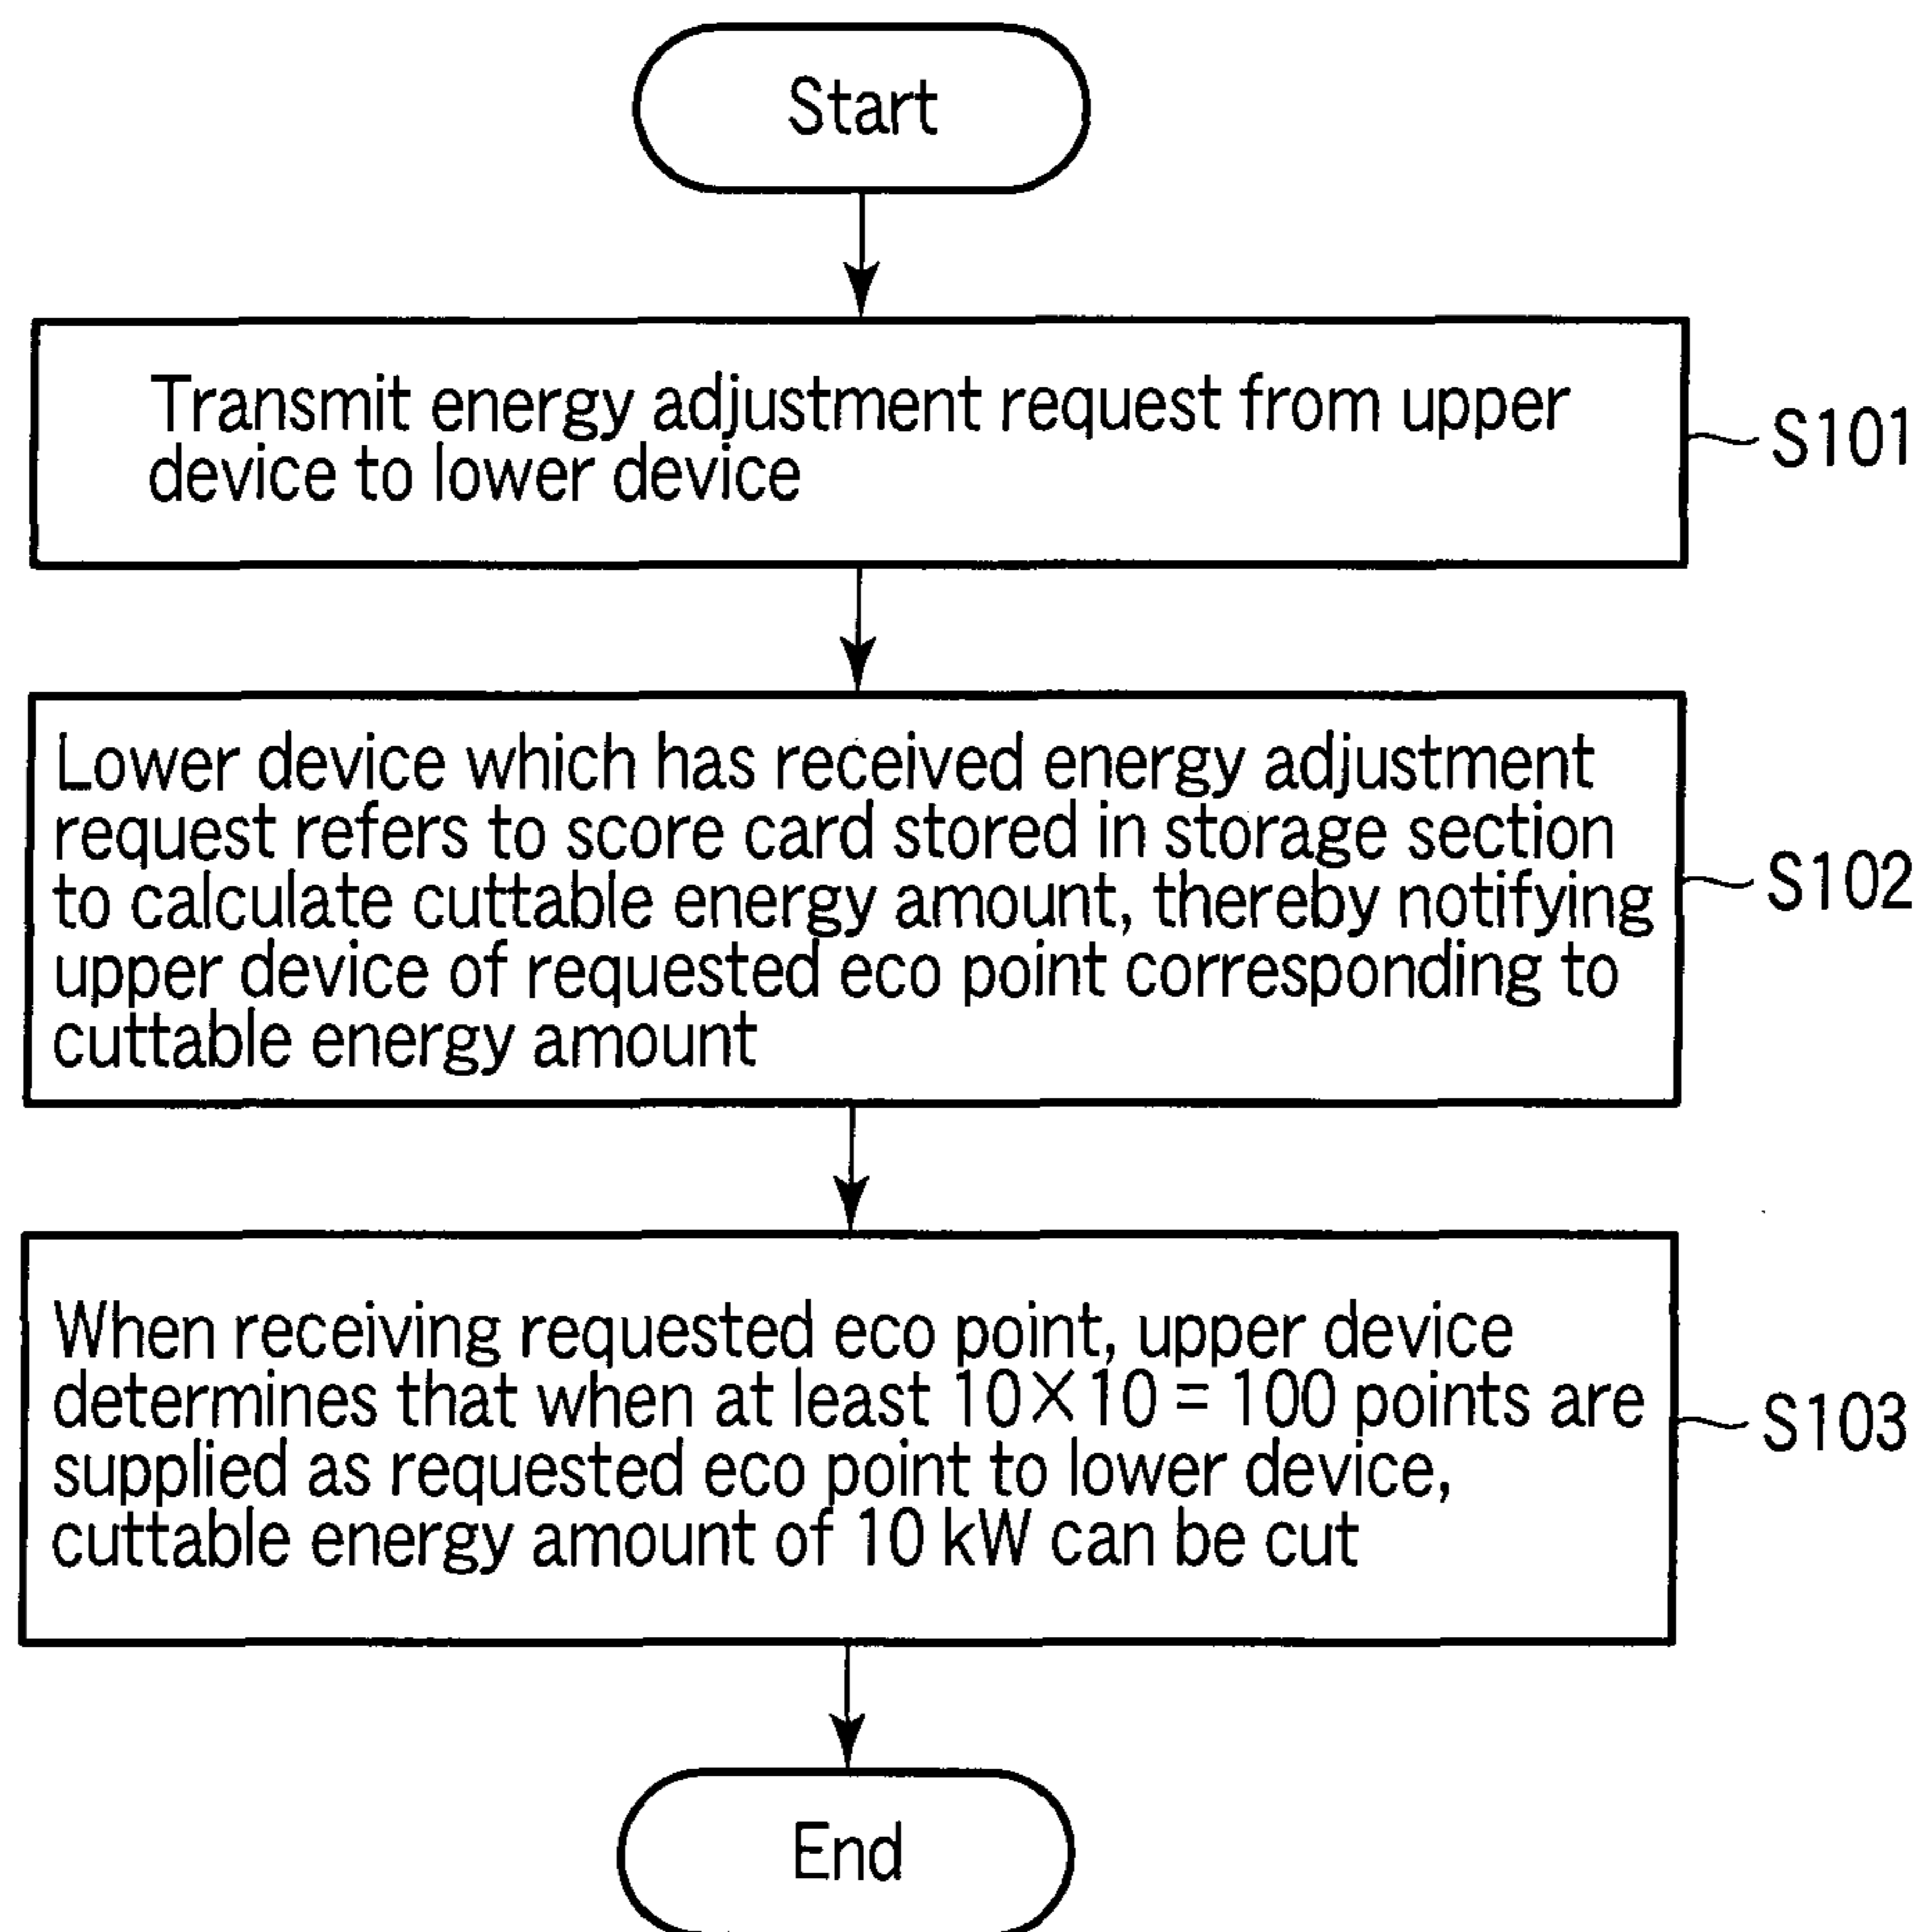 Start
Transmit energy adjustment request from upper
device to lower device
S101
Lower device which has received energy adjustment
request refers to score card stored in storage section
to calculate cuttable energy amount, thereby notifying
upper device of requested eco point corresponding to
cuttable energy amount
S102
When receiving requested eco point, upper device
determines that when at least 10×10 = 100 points are
supplied as requested eco point to lower device,
cuttable energy amount of 10 kW can be cut
S103
End